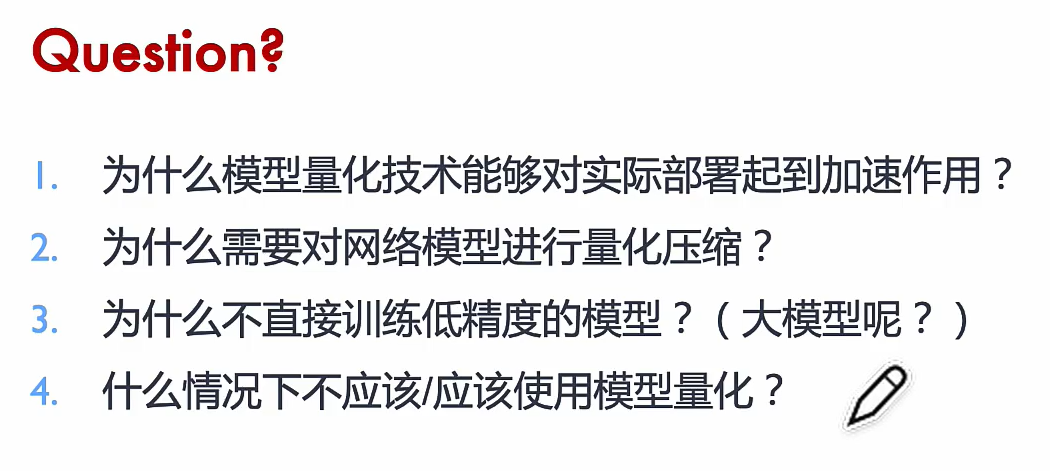 Question?
1. 为什么模型量化技术能够对实际部署起到加速作用？
2. 为什么需要对网络模型进行量化压缩？
3. 为什么不直接训练低精度的模型？（大模型呢？）
4. 什么情况下不应该/应该使用模型量化？